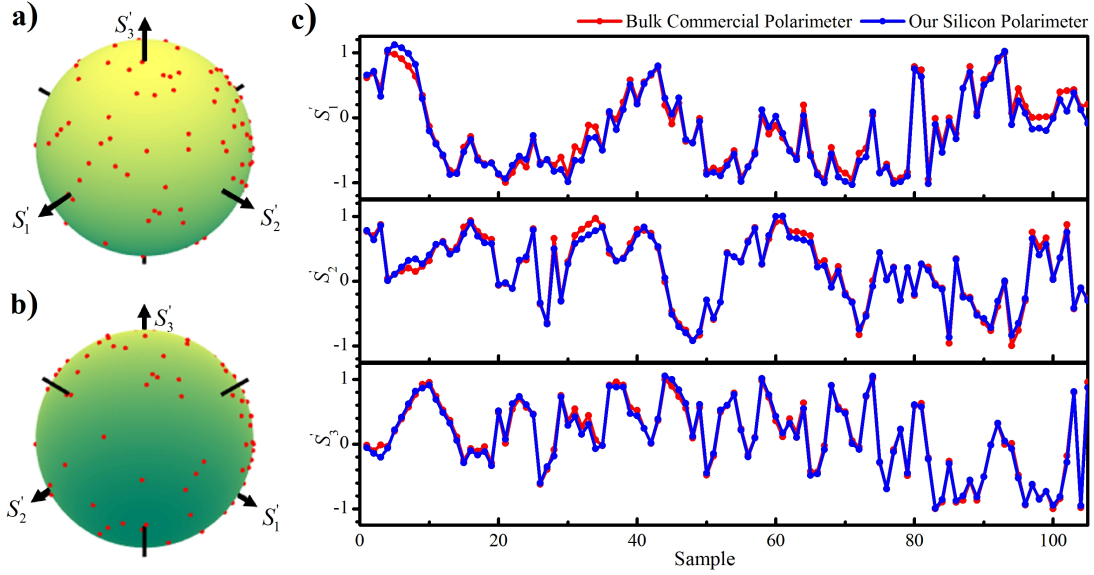 a)
S'3
S'1
S'2
b)
S'3
S'2
S'1
c)
Bulk Commercial Polarimeter
Our Silicon Polarimeter
S'1
1
0
-1
S'2
1
0
-1
S'3
1
0
-1
0 20 40 60 80 100
Sample